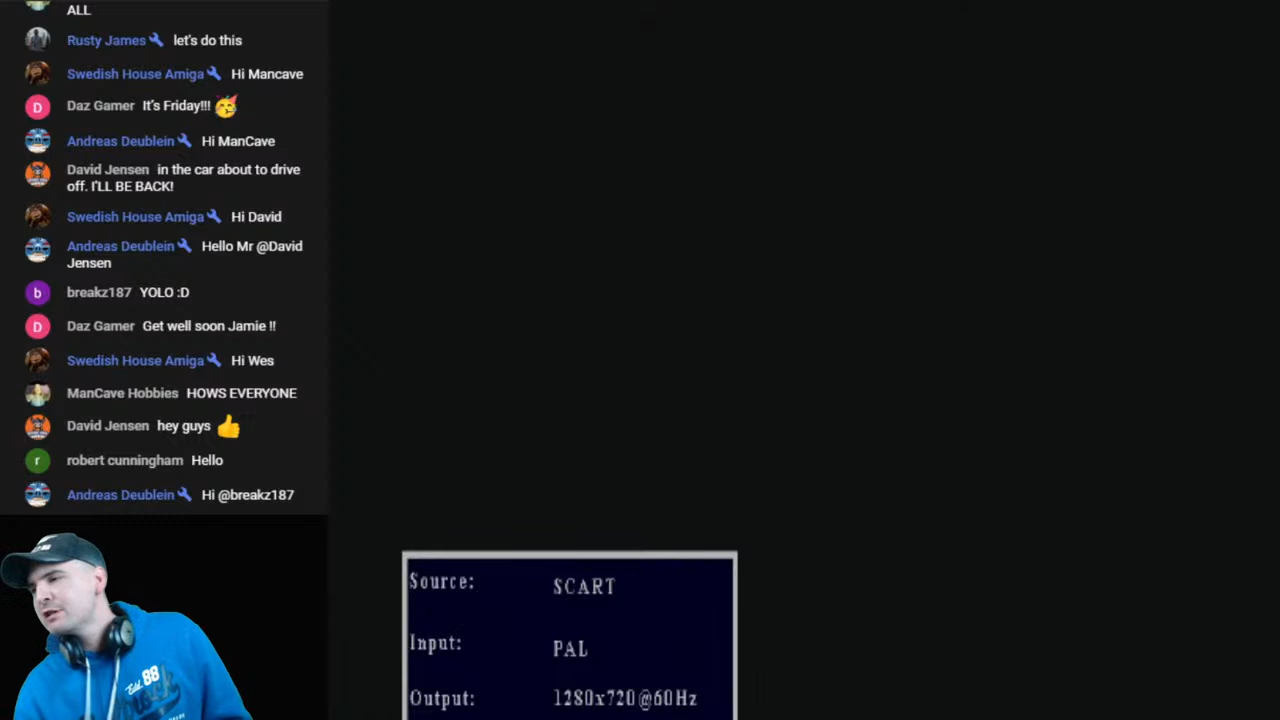 ALL
Rusty James let's do this
Swedish House Amiga Hi Mancave
Daz Gamer It's Friday!!!
Andreas Deublein Hi ManCave
David Jensen in the car about to drive
off. I'LL BE BACK!
Swedish House Amiga Hi David
Andreas Deublein Hello Mr @David
Jensen
b breakz187 YOLO :D
D Daz Gamer Get well soon Jamie !!
Swedish House Amiga Hi Wes
ManCave Hobbies HOWS EVERYONE
David Jensen hey guys
r robert cunningham Hello
Andreas Deublein Hi @breakz187
88
Source: SCART
Input: PAL
Output: 1280x720@60Hz